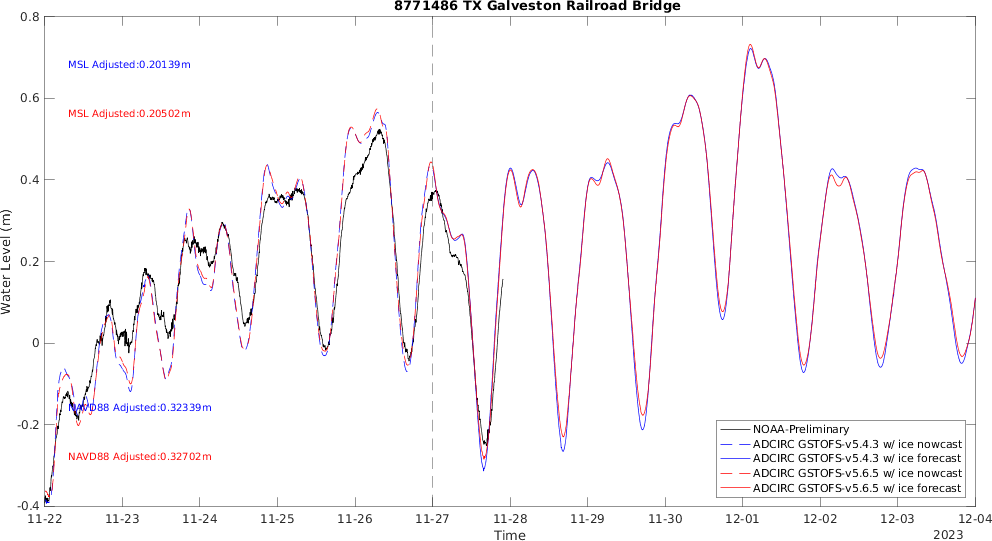 8771486 TX Galveston Railroad Bridge
0.8
MSL Adjusted:0.20139m
0.6
MSL Adjusted:0.20502m
0.4
0.2
Water Level (m)
0
NAVD88 Adjusted:0.32339m
-0.2
NAVD88 Adjusted:0.32702m
-0.4
NOAA-Preliminary
ADCIRC GSTOFS-v5.4.3 w/ ice nowcast
ADCIRC GSTOFS-v5.4.3 w/ ice forecast
ADCIRC GSTOFS-v5.6.5 w/ ice nowcast
ADCIRC GSTOFS-v5.6.5 w/ ice forecast
11-22 11-23 11-24 11-25 11-26 11-27 11-28 11-29 11-30 12-01 12-02 12-03 12-04
Time
2023